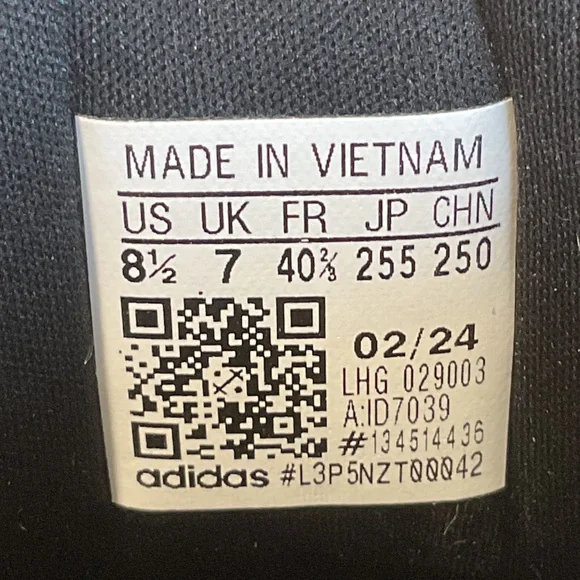 MADE IN VIETNAM
US UK FR JP CHN
8½ 7 40⅔ 255 250
02/24
LHG 029003
A:ID7039
#134514436
adidas #L3P5NZT00042